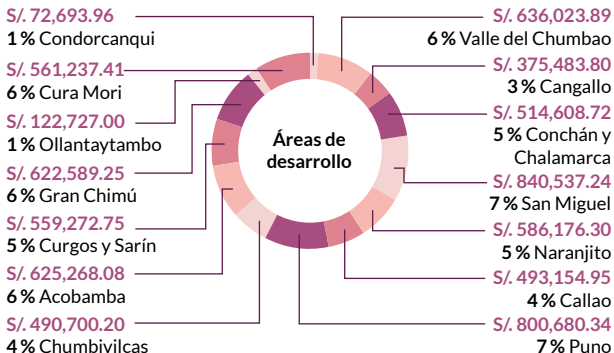 S/. 72,693.96
1 % Condorcanqui
S/. 561,237.41
6 % Cura Mori
S/. 122,727.00
1 % Ollantaytambo
S/. 622,589.25
6 % Gran Chimú
S/. 559,272.75
5 % Curgos y Sarín
S/. 625,268.08
6 % Acobamba
S/. 490,700.20
4 % Chumbivilcas
Áreas de
desarrollo
S/. 636,023.89
6 % Valle del Chumbao
S/. 375,483.80
3 % Cangallo
S/. 514,608.72
5 % Conchán y
Chalamarca
S/. 840,537.24
7 % San Miguel
S/. 586,176.30
5 % Naranjito
S/. 493,154.95
4 % Callao
S/. 800,680.34
7 % Puno